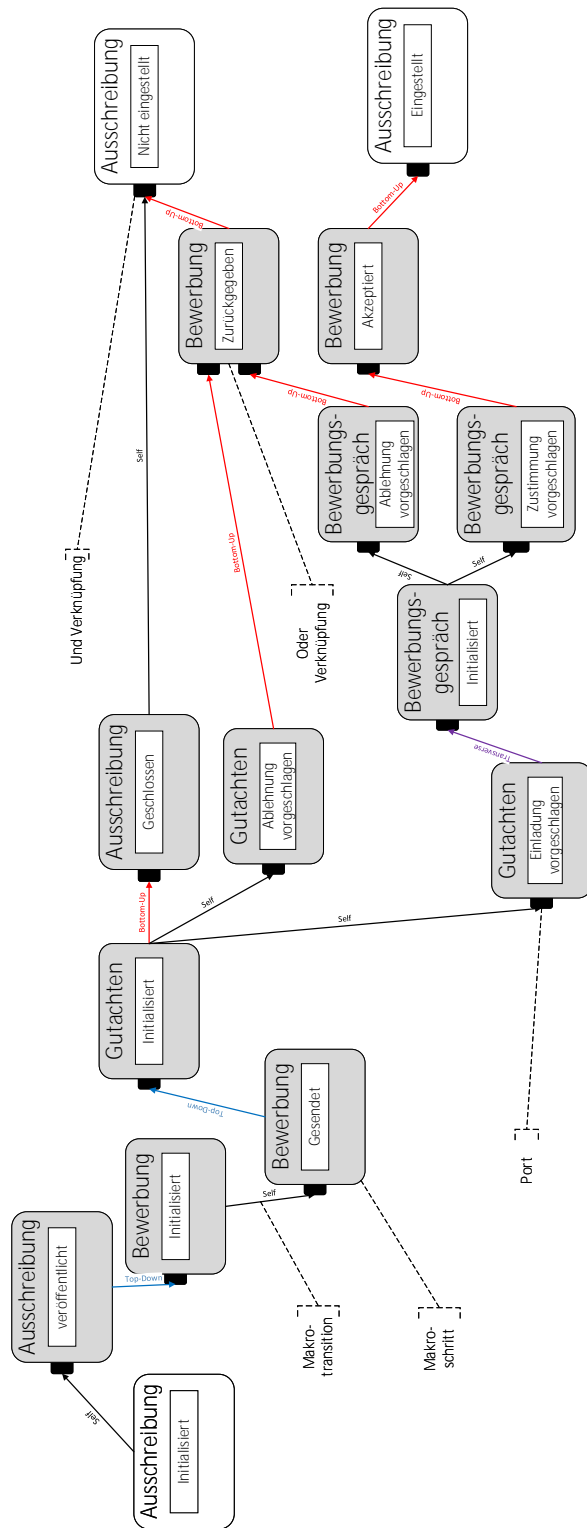 Ausschreibung
Initialisiert
Self
Ausschreibung
veröffentlicht
Top-Down
Bewerbung
Initialisiert
Self
Makro-
transition
Bewerbung
Gesendet
Makro-
schritt
Top-Down
Gutachten
Initialisiert
Bottom-Up
Self
Self
Port
Ausschreibung
Geschlossen
Gutachten
Ablehnung
vorgeschlagen
Gutachten
Einladung
vorgeschlagen
Transverse
Self
Bottom-Up
Und Verknüpfung
Oder
Verknüpfung
Bewerbungs-
gespräch
Initialisiert
Self
Self
Bewerbungs-
gespräch
Ablehnung
vorgeschlagen
Bewerbungs-
gespräch
Zustimmung
vorgeschlagen
Bottom-Up
Bottom-Up
Bewerbung
Zurückgegeben
Bewerbung
Akzeptiert
Bottom-Up
Bottom-Up
Ausschreibung
Nicht eingestellt
Ausschreibung
Eingestellt